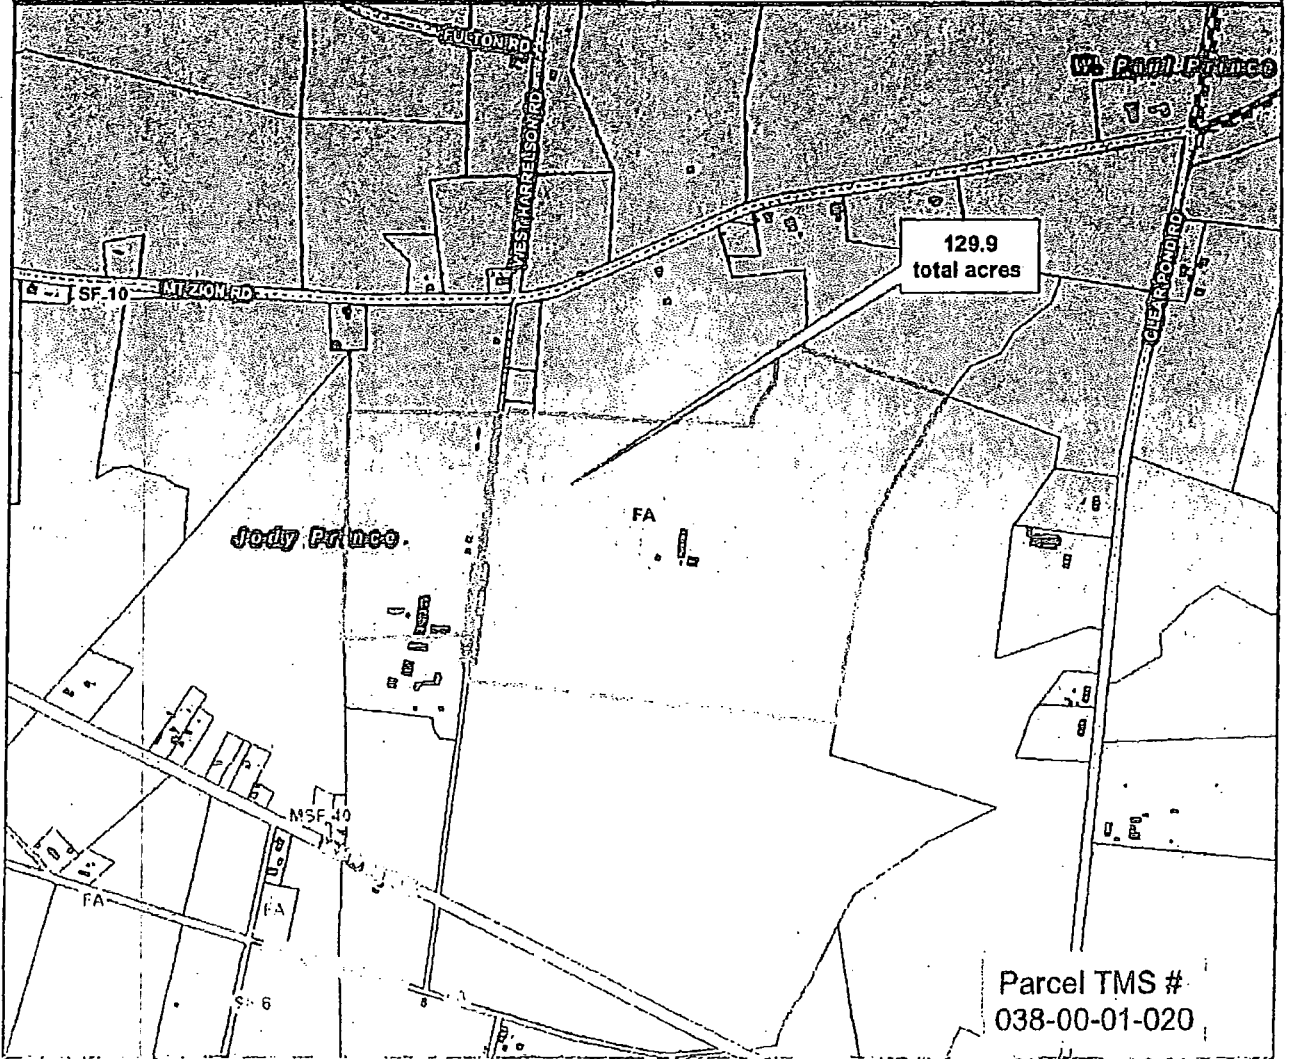 FULTON RD
W. Paul Prince
WEST HARRELSON RD
129.9
total acres
CLEAR POND RD
SF 10
MT ZION RD
FA
Jody Prince
MSF 40
FA
FA
SF 6
Parcel TMS #
038-00-01-020